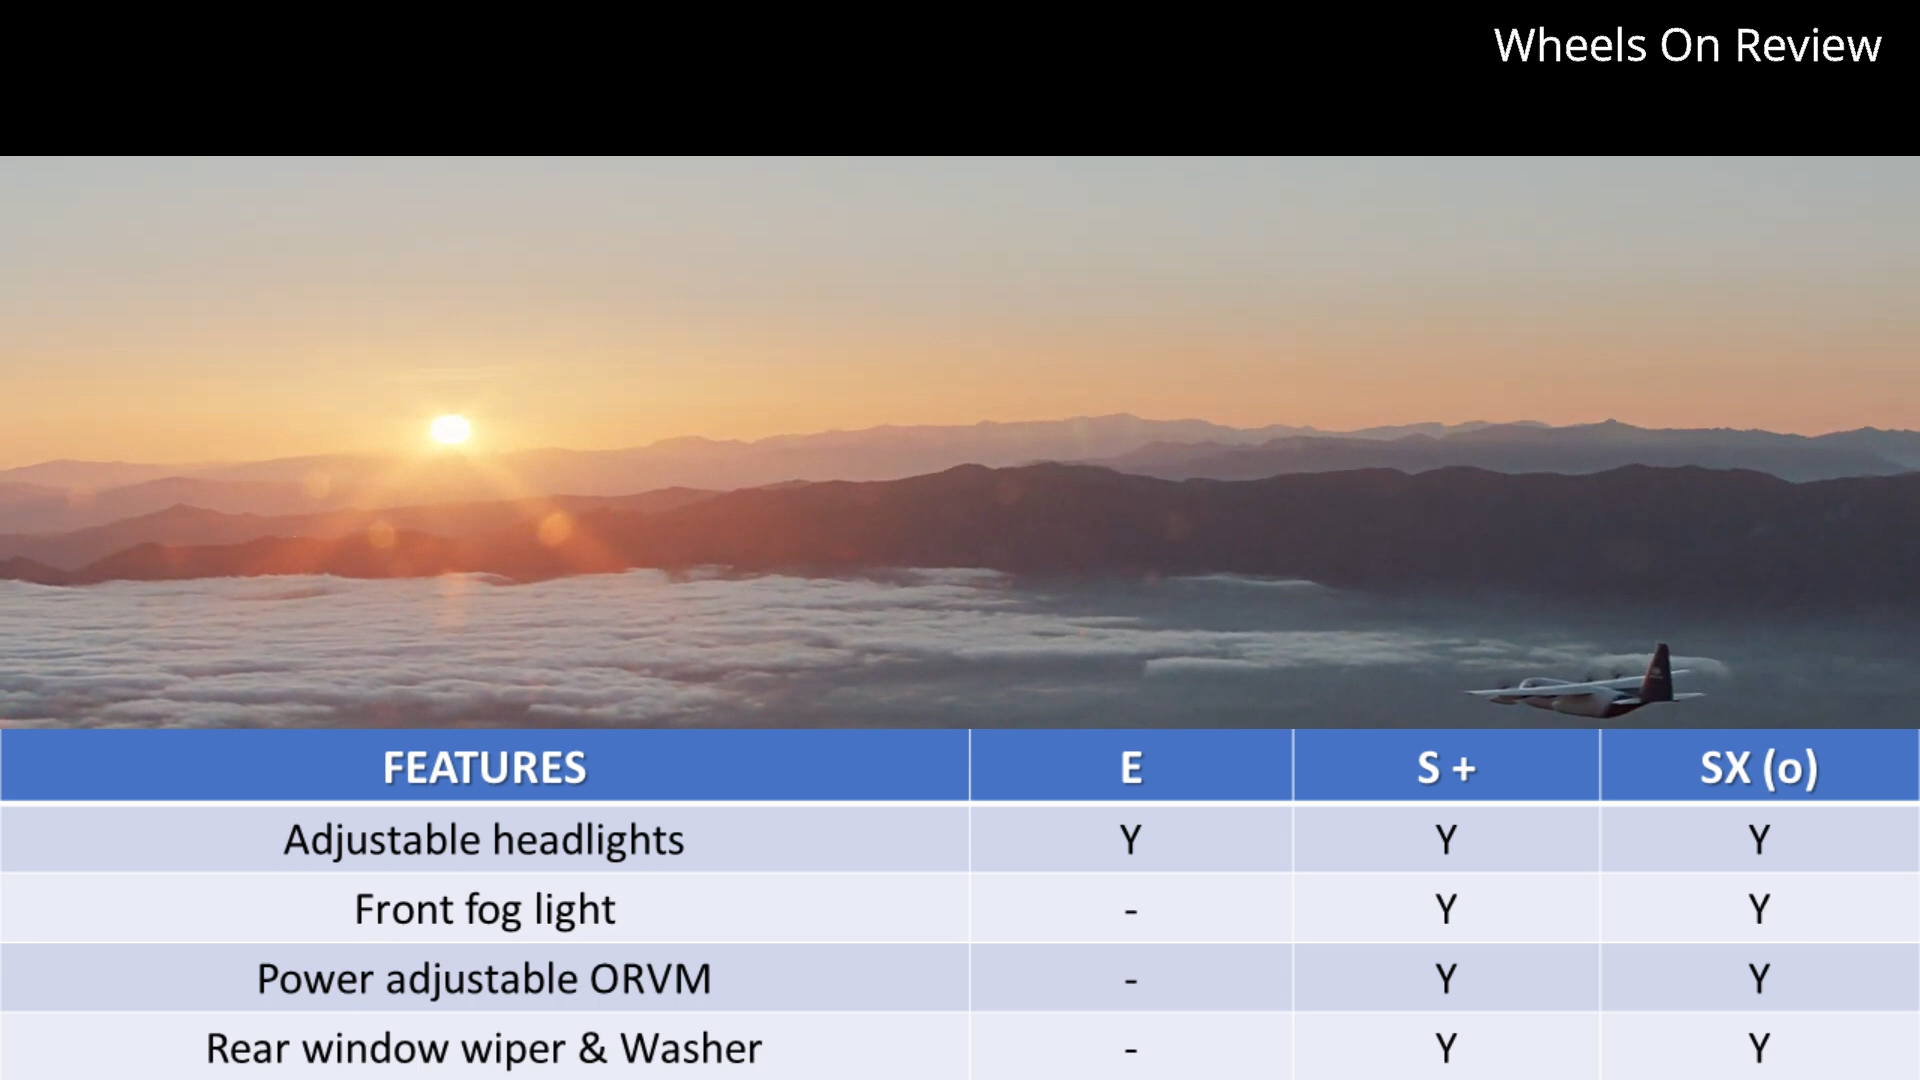 Wheels On Review
FEATURES E S + SX (o)
Adjustable headlights Y Y Y
Front fog light - Y Y
Power adjustable ORVM - Y Y
Rear window wiper & Washer - Y Y